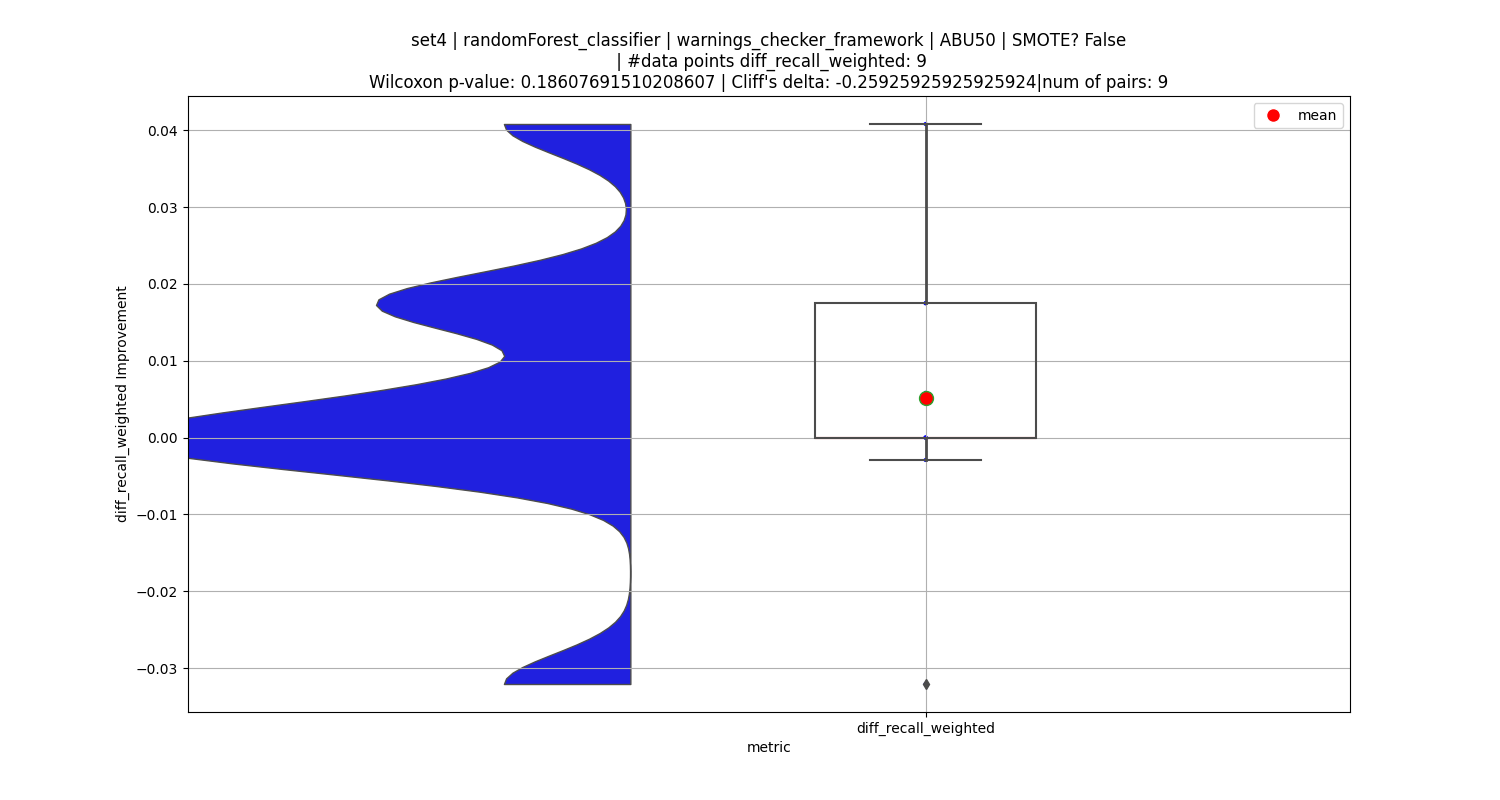 set4 | randomForest_classifier | warnings_checker_framework | ABU50 | SMOTE? False
| #data points diff_recall_weighted: 9
Wilcoxon p-value: 0.18607691510208607 | Cliff's delta: -0.25925925925925924|num of pairs: 9
mean
0.04
0.03
0.02
0.01
0.00
−0.01
−0.02
−0.03
diff_recall_weighted Improvement
diff_recall_weighted
metric